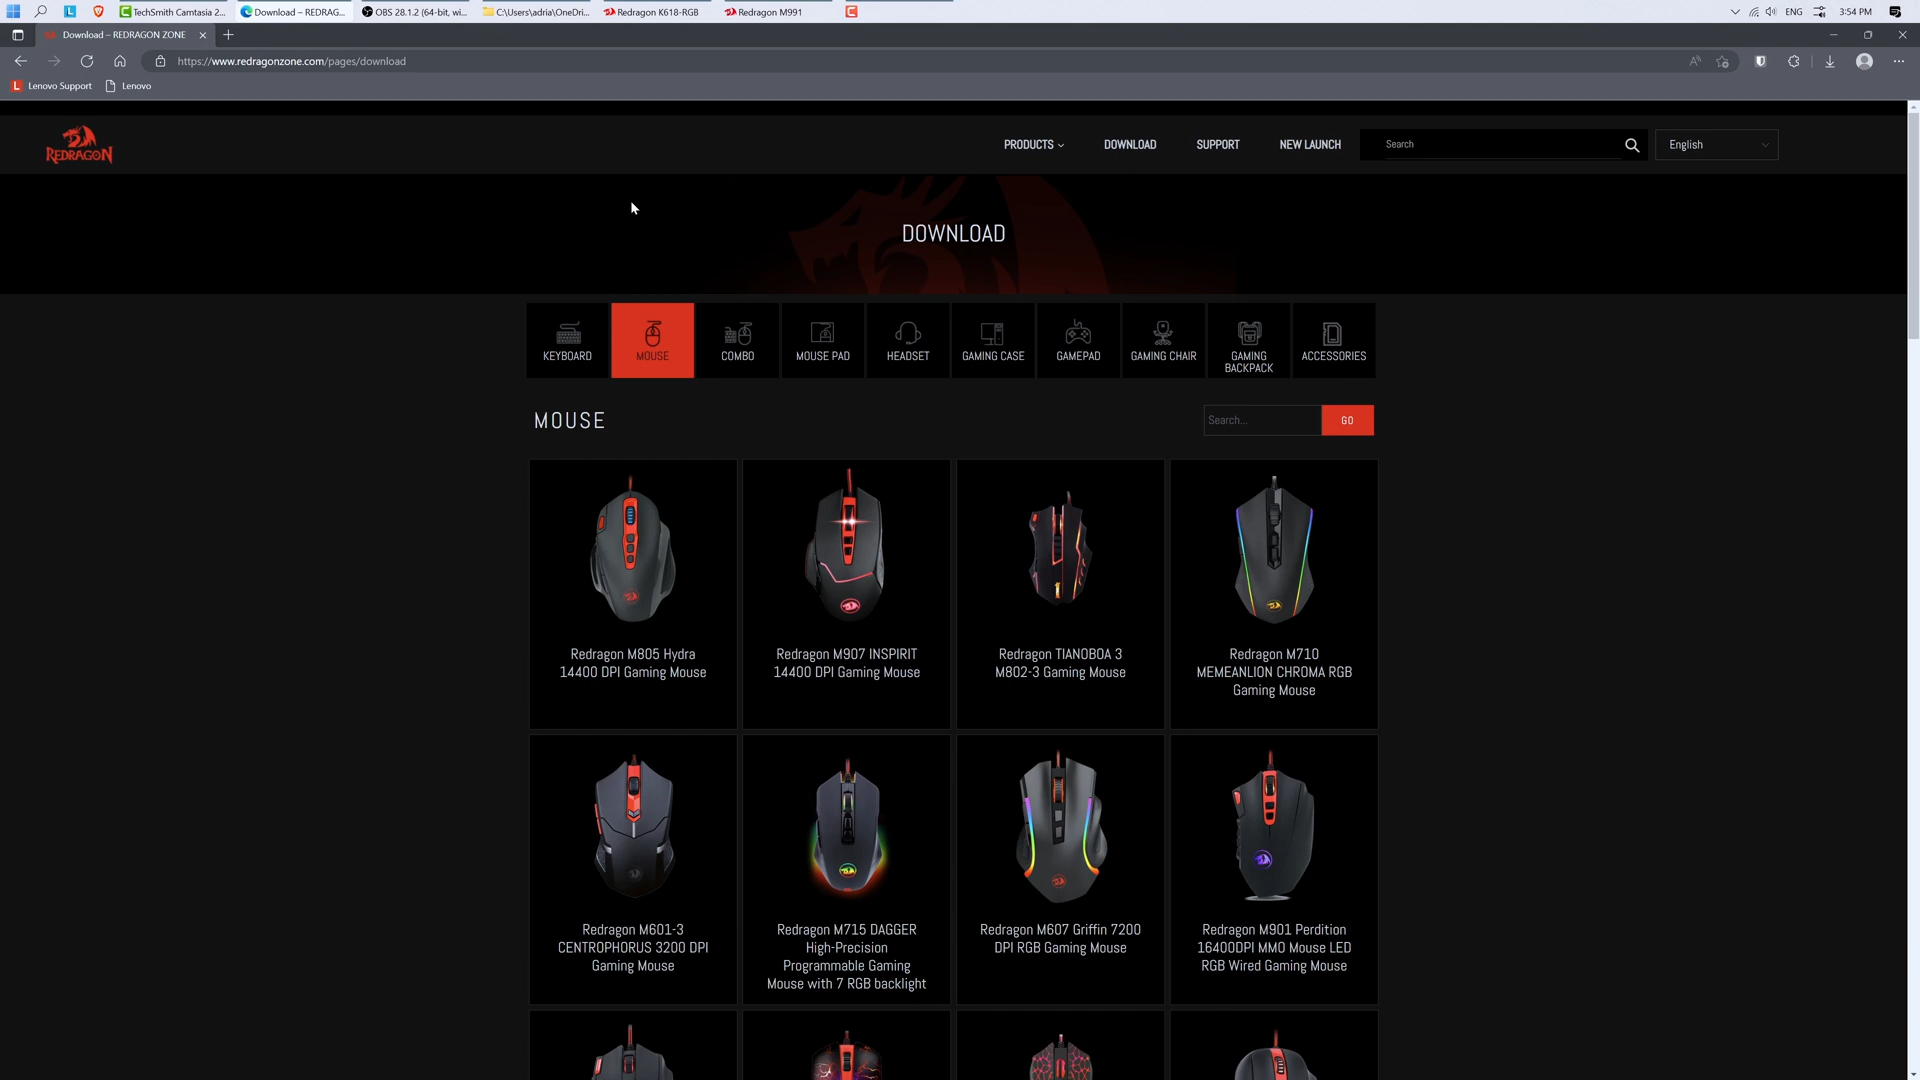 TechSmith Camtasia 2...
Download – REDRAG...
OBS 28.1.2 (64-bit, wi...
C:\Users\adria\OneDri...
Redragon K618-RGB
Redragon M991
ENG
3:54 PM
Download – REDRAGON ZONE
https://www.redragonzone.com/pages/download
Lenovo Support
Lenovo
REDRAGON
PRODUCTS
DOWNLOAD
SUPPORT
NEW LAUNCH
Search
English
DOWNLOAD
KEYBOARD
MOUSE
COMBO
MOUSE PAD
HEADSET
GAMING CASE
GAMEPAD
GAMING CHAIR
GAMING
BACKPACK
ACCESSORIES
MOUSE
Search...
GO
Redragon M805 Hydra
14400 DPI Gaming Mouse
Redragon M907 INSPIRIT
14400 DPI Gaming Mouse
Redragon TIANOBOA 3
M802-3 Gaming Mouse
Redragon M710
MEMEANLION CHROMA RGB
Gaming Mouse
Redragon M601-3
CENTROPHORUS 3200 DPI
Gaming Mouse
Redragon M715 DAGGER
High-Precision
Programmable Gaming
Mouse with 7 RGB backlight
Redragon M607 Griffin 7200
DPI RGB Gaming Mouse
Redragon M901 Perdition
16400DPI MMO Mouse LED
RGB Wired Gaming Mouse